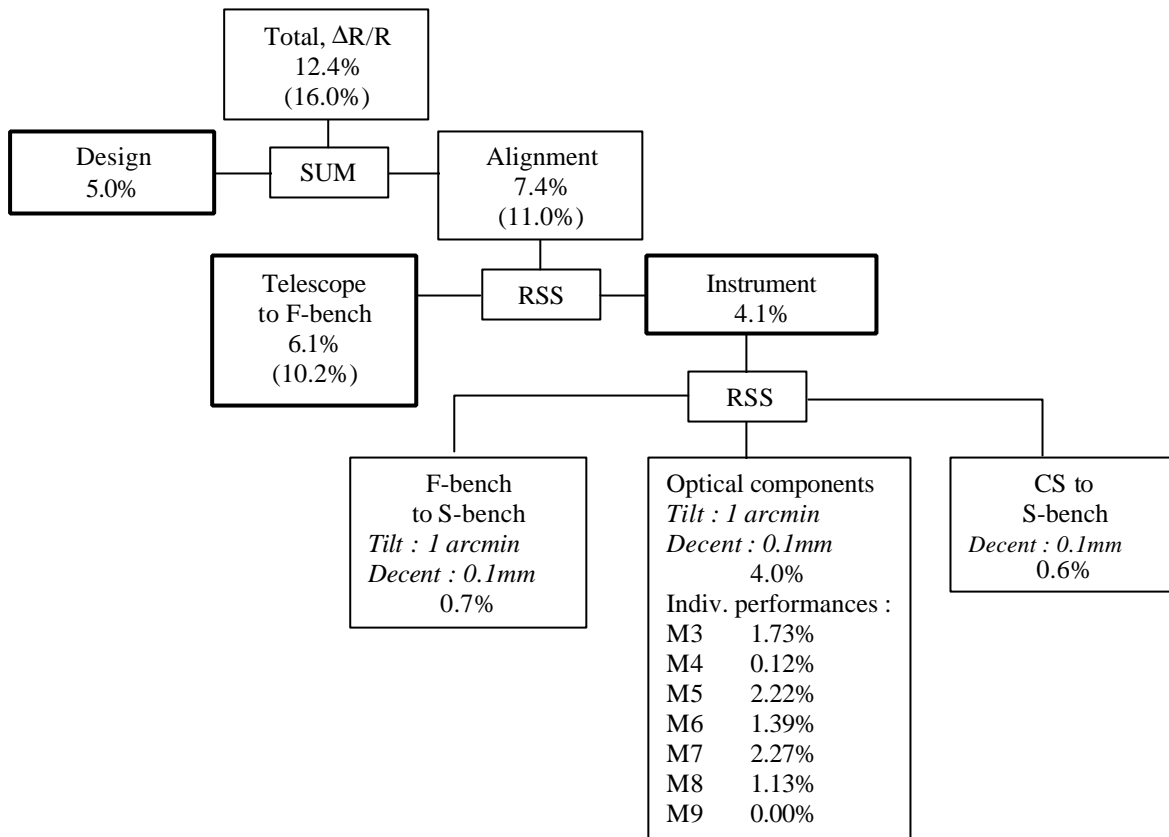 Total, ΔR/R
12.4%
(16.0%)
Design
5.0%
SUM
Alignment
7.4%
(11.0%)
Telescope
to F-bench
6.1%
(10.2%)
RSS
Instrument
4.1%
RSS
F-bench
to S-bench
Tilt : 1 arcmin
Decent : 0.1mm
0.7%
Optical components
Tilt : 1 arcmin
Decent : 0.1mm
4.0%
Indiv. performances :
M3 1.73%
M4 0.12%
M5 2.22%
M6 1.39%
M7 2.27%
M8 1.13%
M9 0.00%
CS to
S-bench
Decent : 0.1mm
0.6%